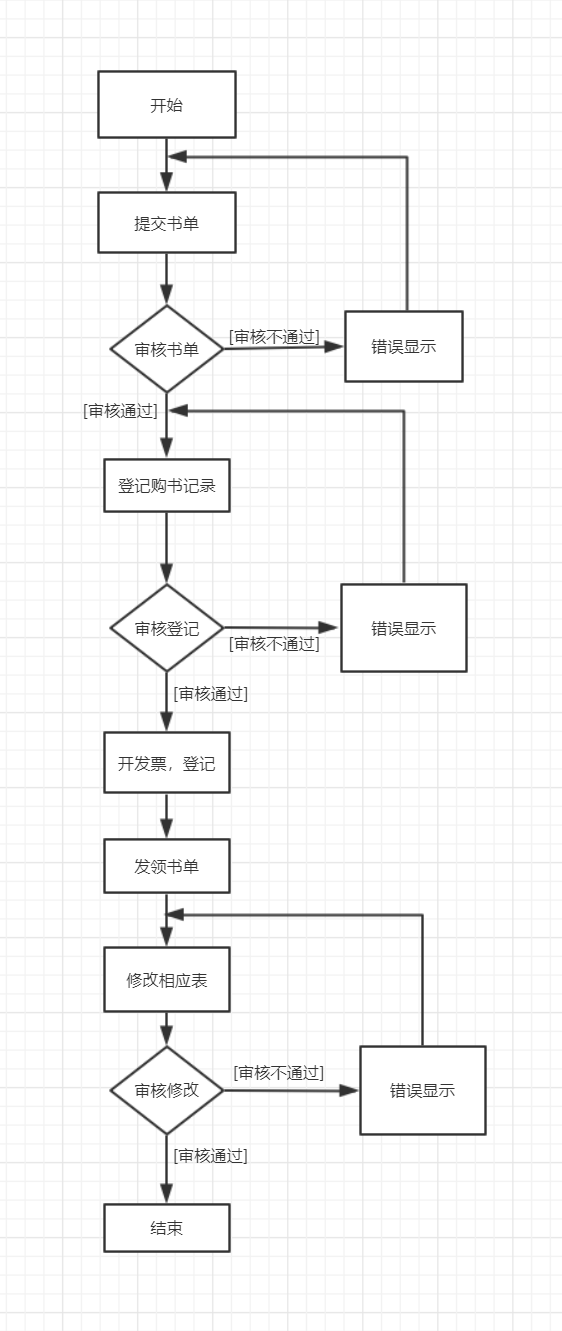 开始
提交书单
审核书单
[审核不通过]
错误显示
[审核通过]
登记购书记录
审核登记
[审核不通过]
错误显示
[审核通过]
开发票，登记
发领书单
修改相应表
审核修改
[审核不通过]
错误显示
[审核通过]
结束